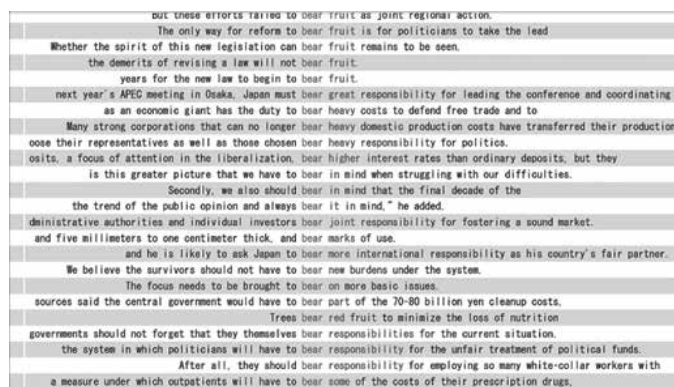 But these efforts failed to bear fruit as joint regional action.
The only way for reform to bear fruit is for politicians to take the lead
Whether the spirit of this new legislation can bear fruit remains to be seen.
the demerits of revising a law will not bear fruit.
years for the new law to begin to bear fruit.
next year's APEC meeting in Osaka, Japan must bear great responsibility for leading the conference and coordinating
as an economic giant has the duty to bear heavy costs to defend free trade and to
Many strong corporations that can no longer bear heavy domestic production costs have transferred their production
oose their representatives as well as those chosen bear heavy responsibility for politics.
osits, a focus of attention in the liberalization, bear higher interest rates than ordinary deposits, but they
is this greater picture that we have to bear in mind when struggling with our difficulties.
Secondly, we also should bear in mind that the final decade of the
the trend of the public opinion and always bear it in mind," he added.
dministrative authorities and individual investors bear joint responsibility for fostering a sound market.
and five millimeters to one centimeter thick, and bear marks of use.
and he is likely to ask Japan to bear more international responsibility as his country's fair partner.
We believe the survivors should not have to bear new burdens under the system.
The focus needs to be brought to bear on more basic issues.
sources said the central government would have to bear part of the 70-80 billion yen cleanup costs.
Trees bear red fruit to minimize the loss of nutrition
governments should not forget that they themselves bear responsibilities for the current situation.
the system in which politicians will have to bear responsibility for the unfair treatment of political funds.
After all, they should bear responsibility for employing so many white-collar workers with
a measure under which outpatients will have to bear some of the costs of their prescription drugs,